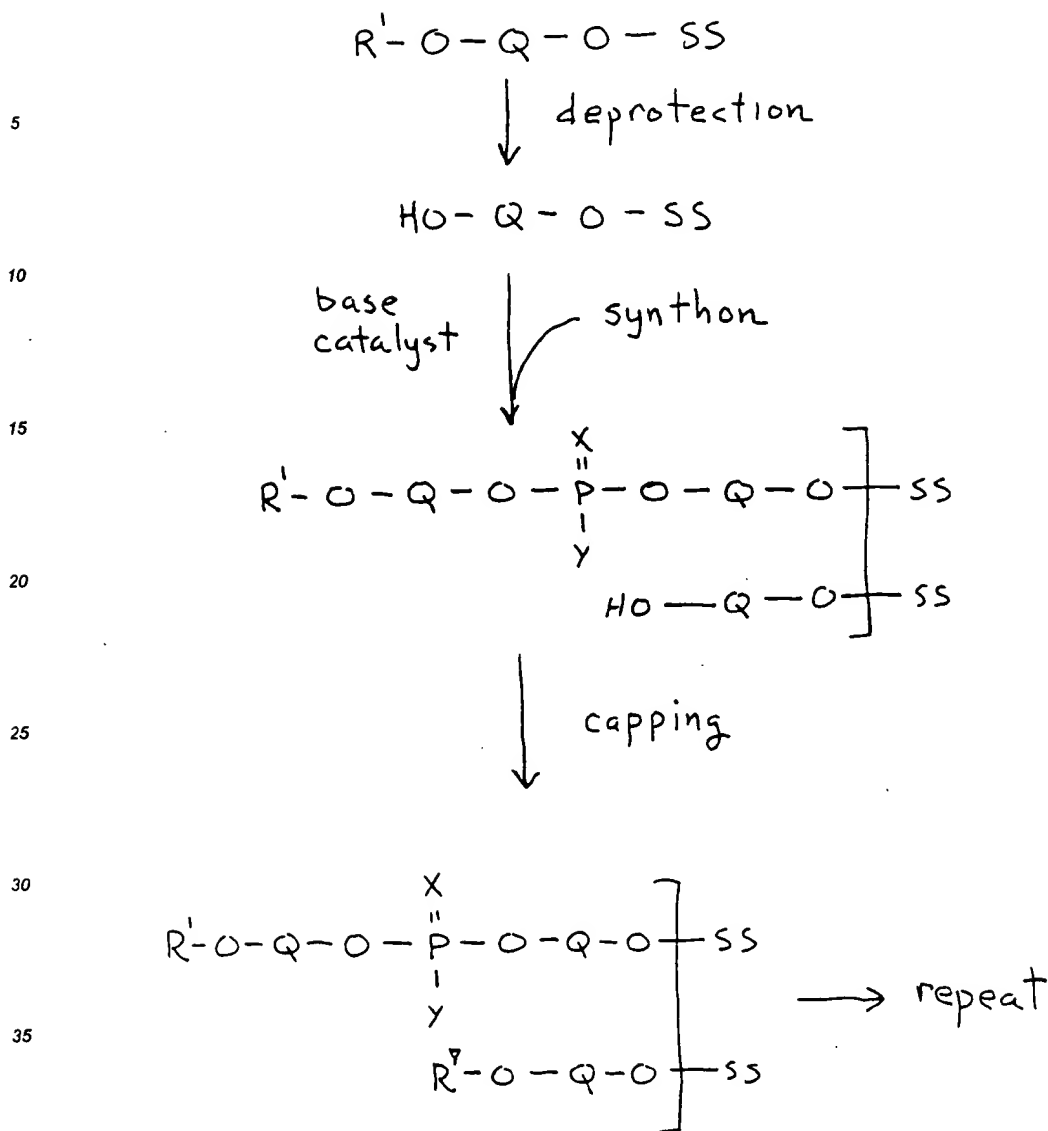 R' - O - Q - O - SS
5
deprotection
HO - Q - O - SS
10
base
catalyst
synthon
15
X
R' - O - Q - O - P - O - Q - O - SS
Y
20
HO - Q - O - SS
25
capping
30
X
R' - O - Q - O - P - O - Q - O - SS
Y
repeat
35
R - O - Q - O - SS